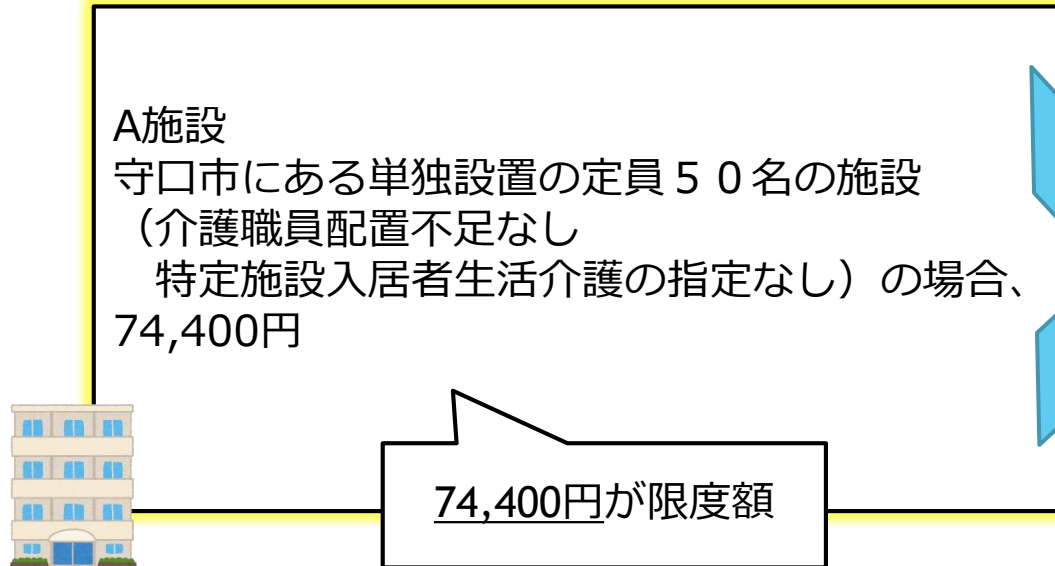 A施設
守口市にある単独設置の定員５０名の施設
（介護職員配置不足なし
　特定施設入居者生活介護の指定なし）の場合、
74,400円
74,400円が限度額